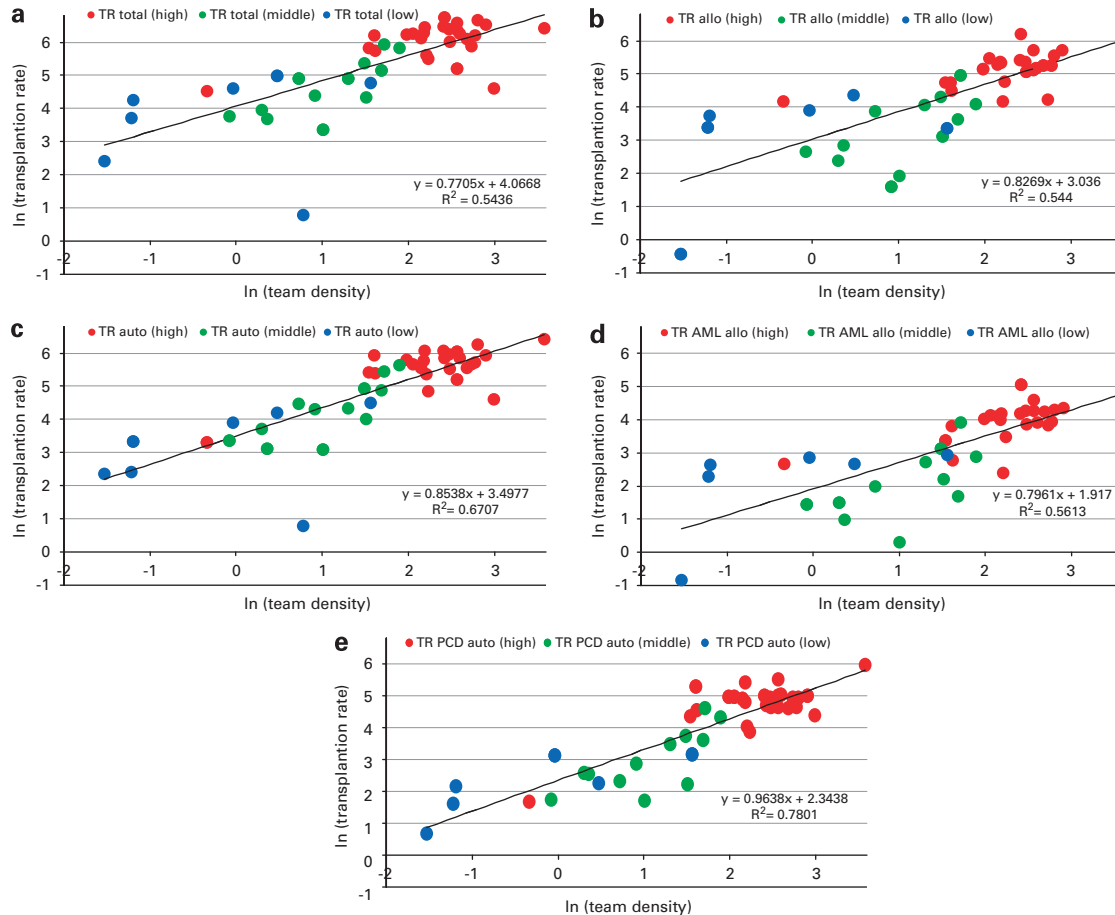 a
TR total (high) TR total (middle) TR total (low)
ln (transplantion rate)
6
5
4
3
2
1
0
-1
y = 0.7705x + 4.0668
R² = 0.5436
-2 -1 0 1 2 3
ln (team density)
b
TR allo (high) TR allo (middle) TR allo (low)
ln (transplantion rate)
6
5
4
3
2
1
0
-1
y = 0.8269x + 3.036
R² = 0.544
-2 -1 0 1 2 3
ln (team density)
c
TR auto (high) TR auto (middle) TR auto (low)
ln (transplantion rate)
6
5
4
3
2
1
0
-1
y = 0.8538x + 3.4977
R²= 0.6707
-2 -1 0 1 2 3
ln (team density)
d
TR AML allo (high) TR AML allo (middle) TR AML allo (low)
ln (transplantion rate)
6
5
4
3
2
1
0
-1
y = 0.7961x + 1.917
R² = 0.5613
-2 -1 0 1 2 3
ln (team density)
e
TR PCD auto (high) TR PCD auto (middle) TR PCD auto (low)
ln (transplantion rate)
6
5
4
3
2
1
0
-1
y = 0.9638x + 2.3438
R²= 0.7801
-2 -1 0 1 2 3
ln (team density)